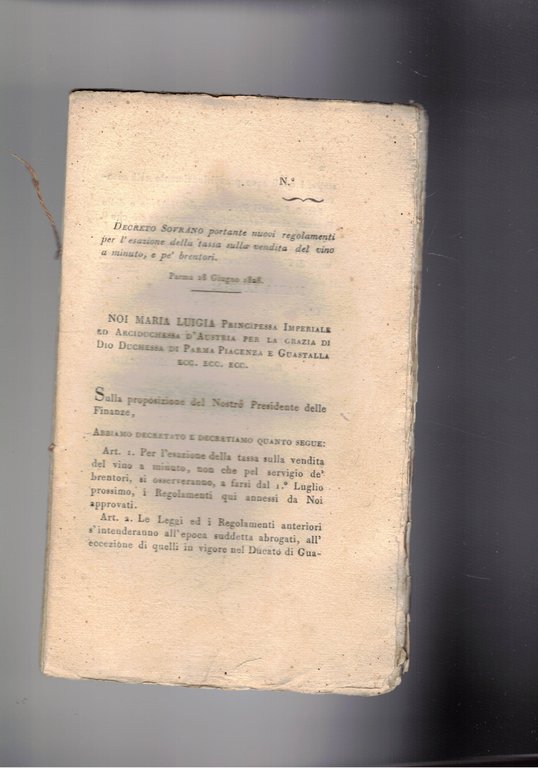 N.°
DECRETO SOVRANO portante nuovi regolamenti
per l'esazione della tassa sulla vendita del vino
a minuto, e pe' brentori.
Parma 18 Giugno 1828.
NOI MARIA LUIGIA PRINCIPESSA IMPERIALE
ED ARCIDUCHESSA D'AUSTRIA PER LA GRAZIA DI
DIO DUCHESSA DI PARMA PIACENZA E GUASTALLA
ECC. ECC. ECC.
Sulla proposizione del Nostro Presidente delle
Finanze,
ABBIAMO DECRETATO E DECRETIAMO QUANTO SEGUE:
Art. 1. Per l'esazione della tassa sulla vendita
del vino a minuto, non che pel servigio de'
brentori, si osserveranno, a farsi dal 1.° Luglio
prossimo, i Regolamenti qui annessi da Noi
approvati.
Art. 2. Le Leggi ed i Regolamenti anteriori
s'intenderanno all'epoca suddetta abrogati, all'
eccezione di quelli in vigore nel Ducato di Gua-